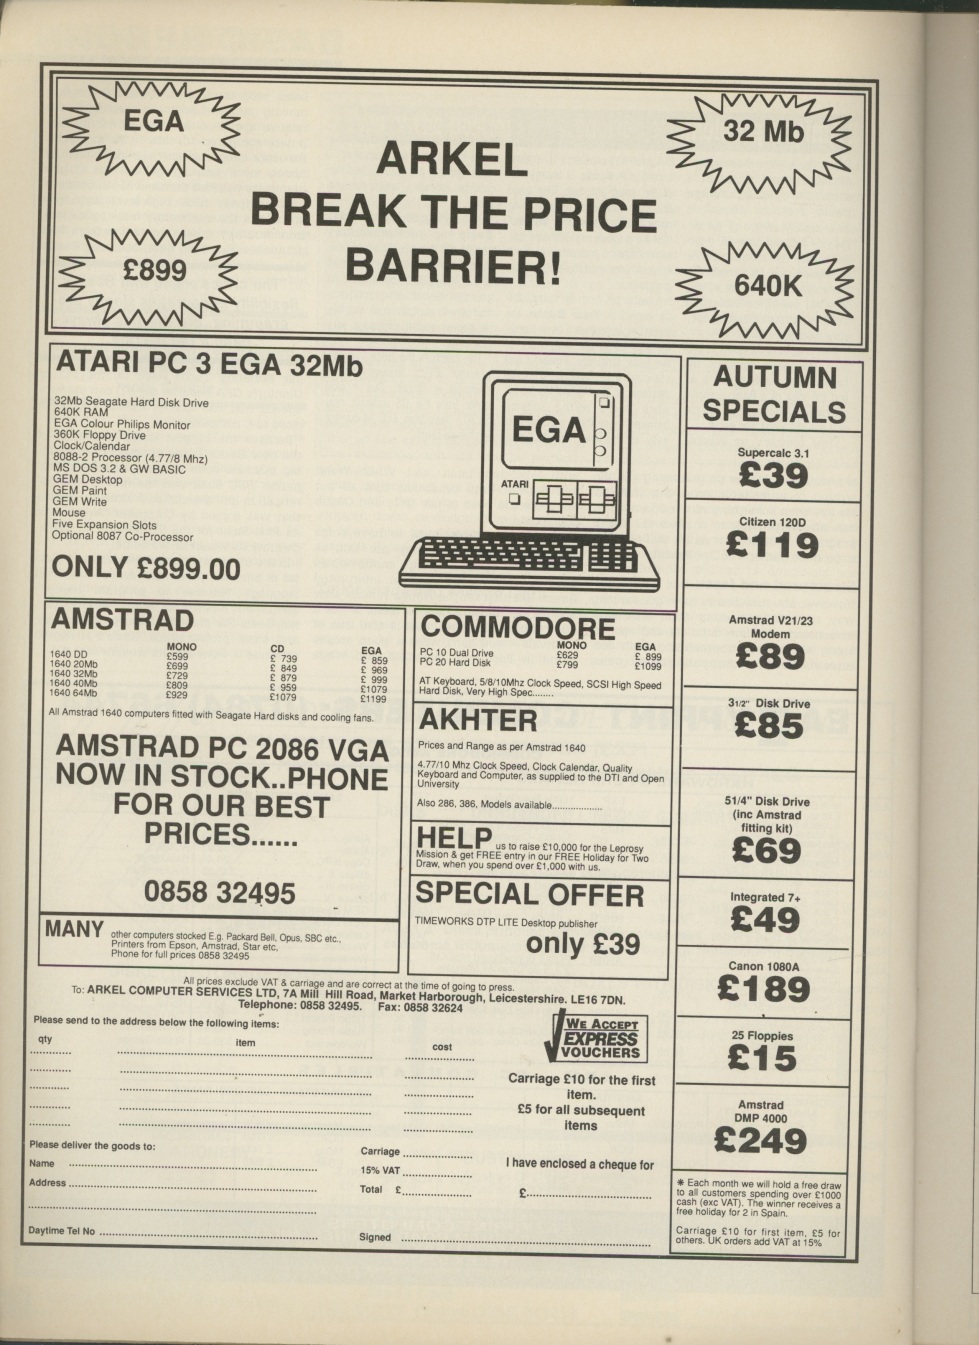 EGA
32 Mb
ARKEL
BREAK THE PRICE
BARRIER!
£899
640K
ATARI PC 3 EGA 32Mb
32Mb Seagate Hard Disk Drive
640K RAM
EGA Colour Philips Monitor
360K Floppy Drive
Clock/Calendar
8088-2 Processor (4.77/8 Mhz)
MS DOS 3.2 & GW BASIC
GEM Desktop
GEM Paint
GEM Write
Mouse
Five Expansion Slots
Optional 8087 Co-Processor
ONLY £899.00
EGA
ATARI
AMSTRAD
MONO CD EGA
1640 DD £599 £ 739 £ 859
1640 20Mb £699 £ 849 £ 969
1640 32Mb £729 £ 879 £ 999
1640 40Mb £809 £ 959 £1079
1640 64Mb £929 £1079 £1199
All Amstrad 1640 computers fitted with Seagate Hard disks and cooling fans.
AMSTRAD PC 2086 VGA
NOW IN STOCK..PHONE
FOR OUR BEST
PRICES......
0858 32495
MANY other computers stocked E.g. Packard Bell, Opus, SBC etc.,
Printers from Epson, Amstrad, Star etc,
Phone for full prices 0858 32495
COMMODORE
MONO EGA
PC 10 Dual Drive £629 £ 899
PC 20 Hard Disk £799 £1099
AT Keyboard, 5/8/10Mhz Clock Speed, SCSI High Speed
Hard Disk, Very High Spec........
AKHTER
Prices and Range as per Amstrad 1640
4.77/10 Mhz Clock Speed, Clock Calendar, Quality
Keyboard and Computer, as supplied to the DTI and Open
University
Also 286, 386, Models available...................
HELP us to raise £10,000 for the Leprosy
Mission & get FREE entry in our FREE Holiday for Two
Draw, when you spend over £1,000 with us.
SPECIAL OFFER
TIMEWORKS DTP LITE Desktop publisher
only £39
AUTUMN
SPECIALS
Supercalc 3.1
£39
Citizen 120D
£119
Amstrad V21/23
Modem
£89
31/2" Disk Drive
£85
51/4" Disk Drive
(inc Amstrad
fitting kit)
£69
Integrated 7+
£49
Canon 1080A
£189
25 Floppies
£15
Amstrad
DMP 4000
£249
✻ Each month we will hold a free draw
to all customers spending over £1000
cash (exc VAT). The winner receives a
free holiday for 2 in Spain.
Carriage £10 for first item, £5 for
others. UK orders add VAT at 15%
All prices exclude VAT & carriage and are correct at the time of going to press.
To: ARKEL COMPUTER SERVICES LTD, 7A Mill Hill Road, Market Harborough, Leicestershire. LE16 7DN.
Telephone: 0858 32495. Fax: 0858 32624
Please send to the address below the following items:
qty item cost
WE ACCEPT
EXPRESS
VOUCHERS
Carriage £10 for the first
item.
£5 for all subsequent
items
Please deliver the goods to:
Name
Address
Daytime Tel No
Carriage
15% VAT
Total £
Signed
I have enclosed a cheque for
£